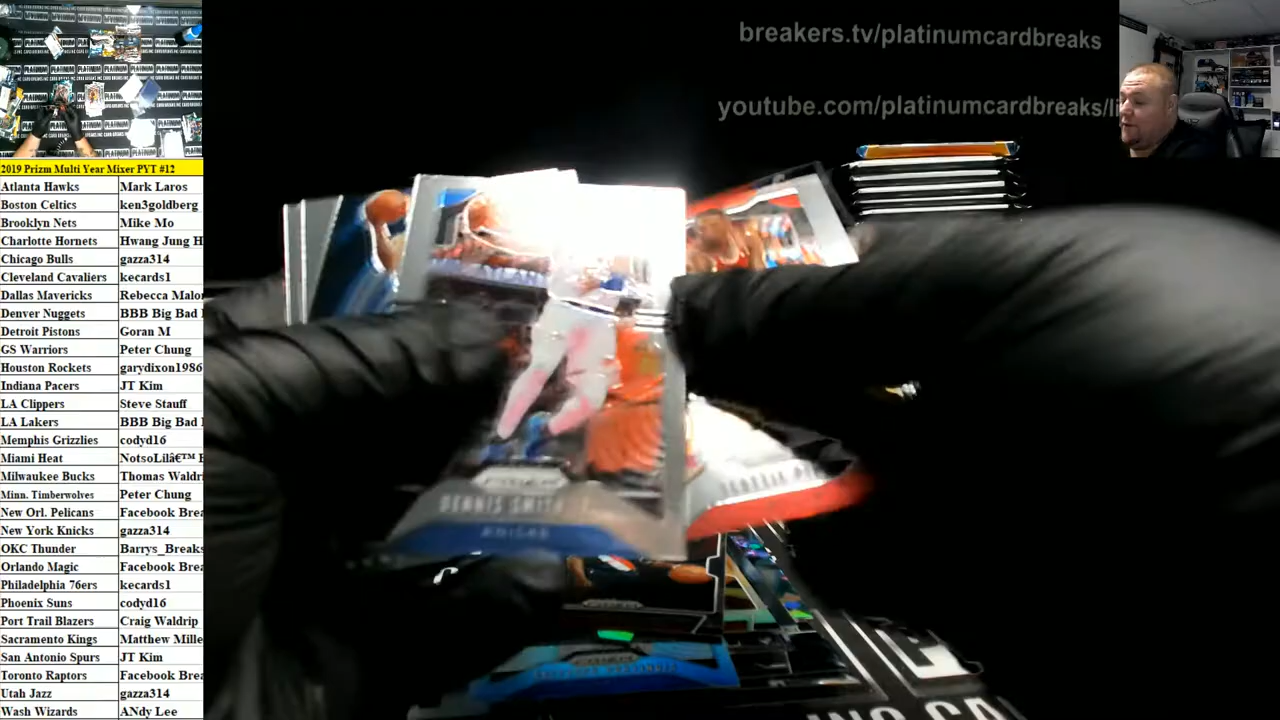 breakers.tv/platinumcardbreaks
youtube.com/platinumcardbreaks/li
2019 Prizm Multi Year Mixer PYT #12
Atlanta Hawks Mark Laros
Boston Celtics ken3goldberg
Brooklyn Nets Mike Mo
Charlotte Hornets Hwang Jung H
Chicago Bulls gazza314
Cleveland Cavaliers kecards1
Dallas Mavericks Rebecca Malo
Denver Nuggets BBB Big Bad
Detroit Pistons Goran M
GS Warriors Peter Chung
Houston Rockets garydixon1986
Indiana Pacers JT Kim
LA Clippers Steve Stauff
LA Lakers BBB Big Bad
Memphis Grizzlies codyd16
Miami Heat NotsoLilâ€™
Milwaukee Bucks Thomas Waldr
Minn. Timberwolves Peter Chung
New Orl. Pelicans Facebook Brea
New York Knicks gazza314
OKC Thunder Barrys_Breaks
Orlando Magic Facebook Brea
Philadelphia 76ers kecards1
Phoenix Suns codyd16
Port Trail Blazers Craig Waldrip
Sacramento Kings Matthew Mille
San Antonio Spurs JT Kim
Toronto Raptors Facebook Brea
Utah Jazz gazza314
Wash Wizards ANdy Lee
PRIZM
DENNIS SMITH
KNICKS